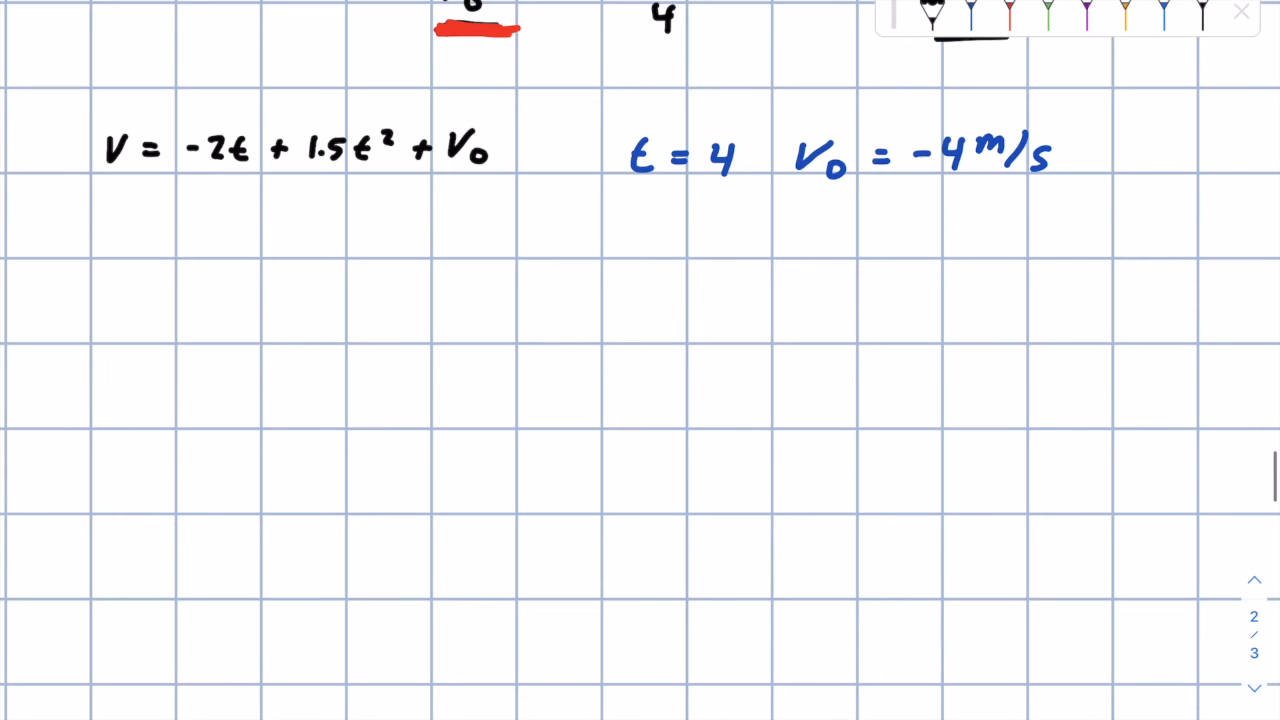 4
V = -2t + 1.5t² + V₀ t = 4 V₀ = -4 m/s
2
/
3